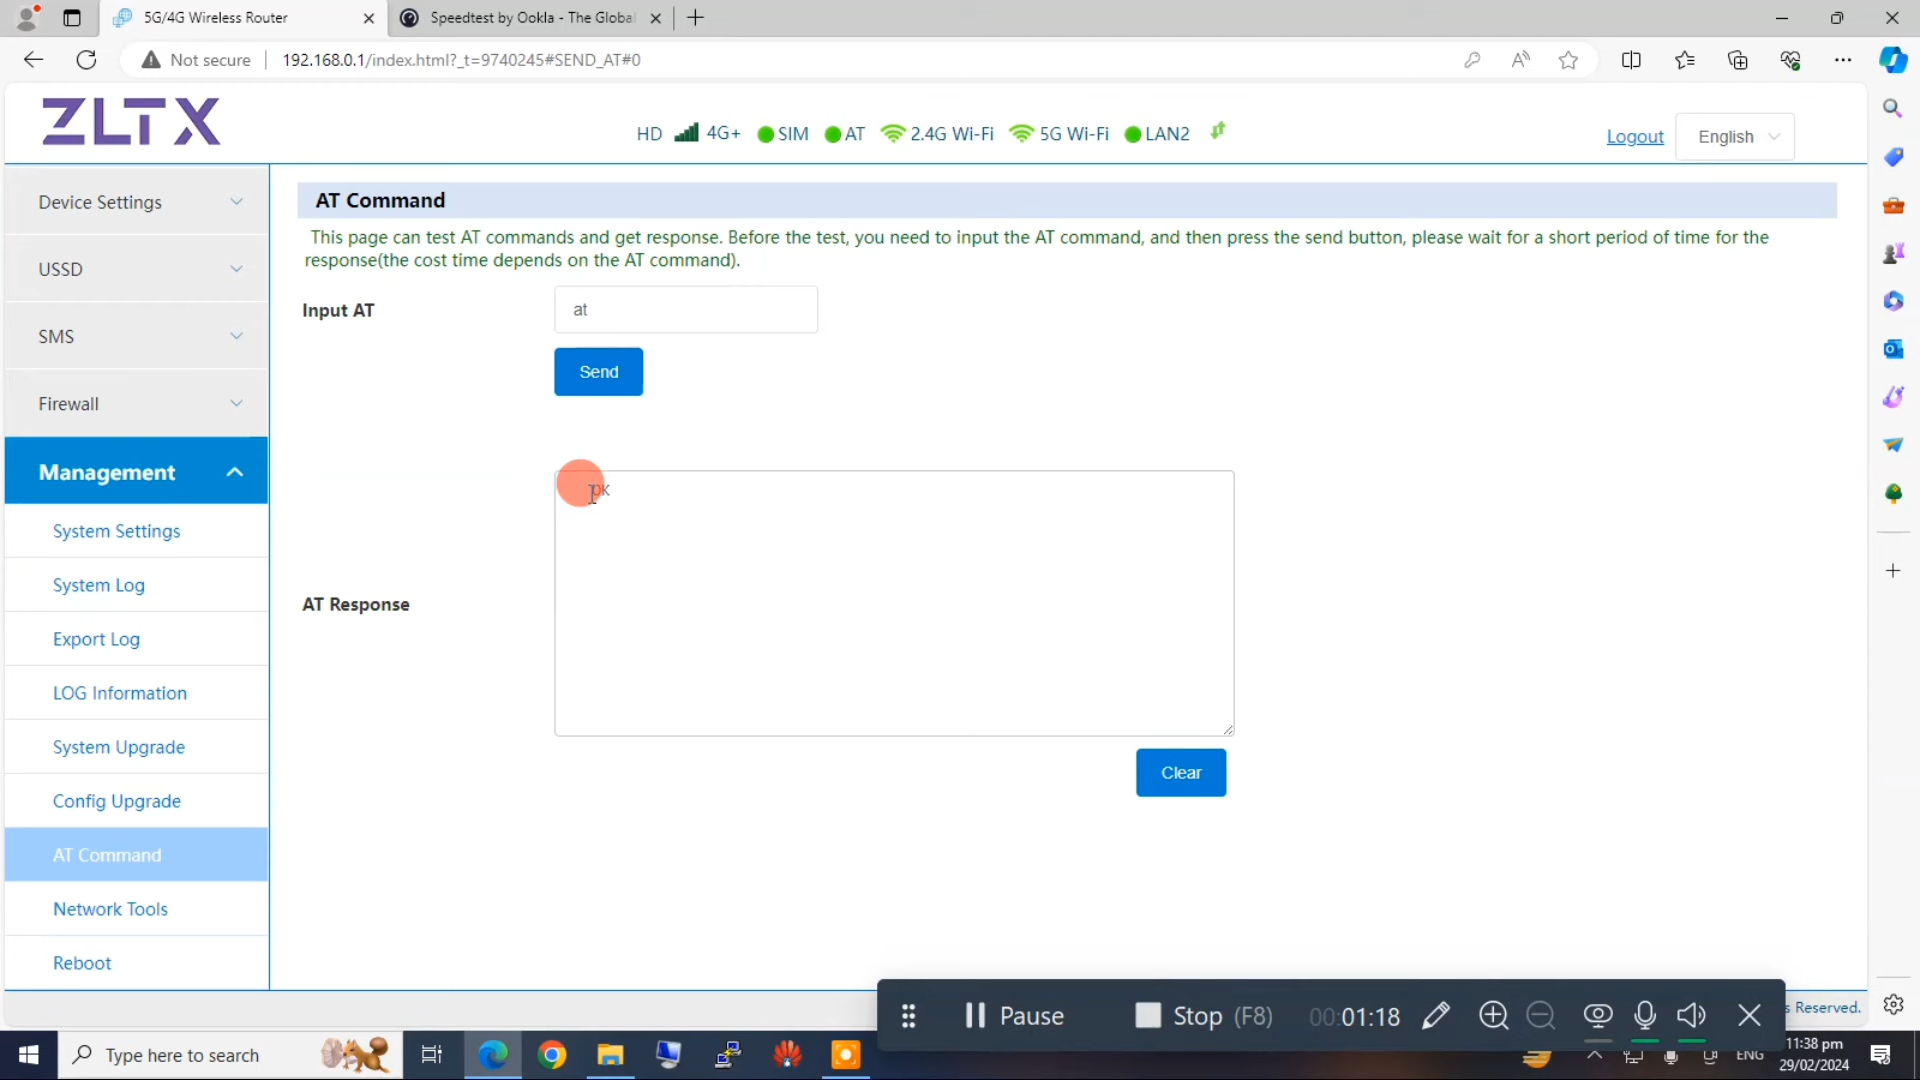 5G/4G Wireless Router
Speedtest by Ookla - The Global
Not secure
192.168.0.1/index.html?_t=9740245#SEND_AT#0
ZLTX
HD 4G+ SIM AT 2.4G Wi-Fi 5G Wi-Fi LAN2
Logout
English
Device Settings
USSD
SMS
Firewall
Management
System Settings
System Log
Export Log
LOG Information
System Upgrade
Config Upgrade
AT Command
Network Tools
Reboot
AT Command
This page can test AT commands and get response. Before the test, you need to input the AT command, and then press the send button, please wait for a short period of time for the
response(the cost time depends on the AT command).
Input AT
at
Send
OK
AT Response
Clear
s Reserved.
Pause
Stop (F8)
00:01:18
Type here to search
ENG
11:38 pm
29/02/2024